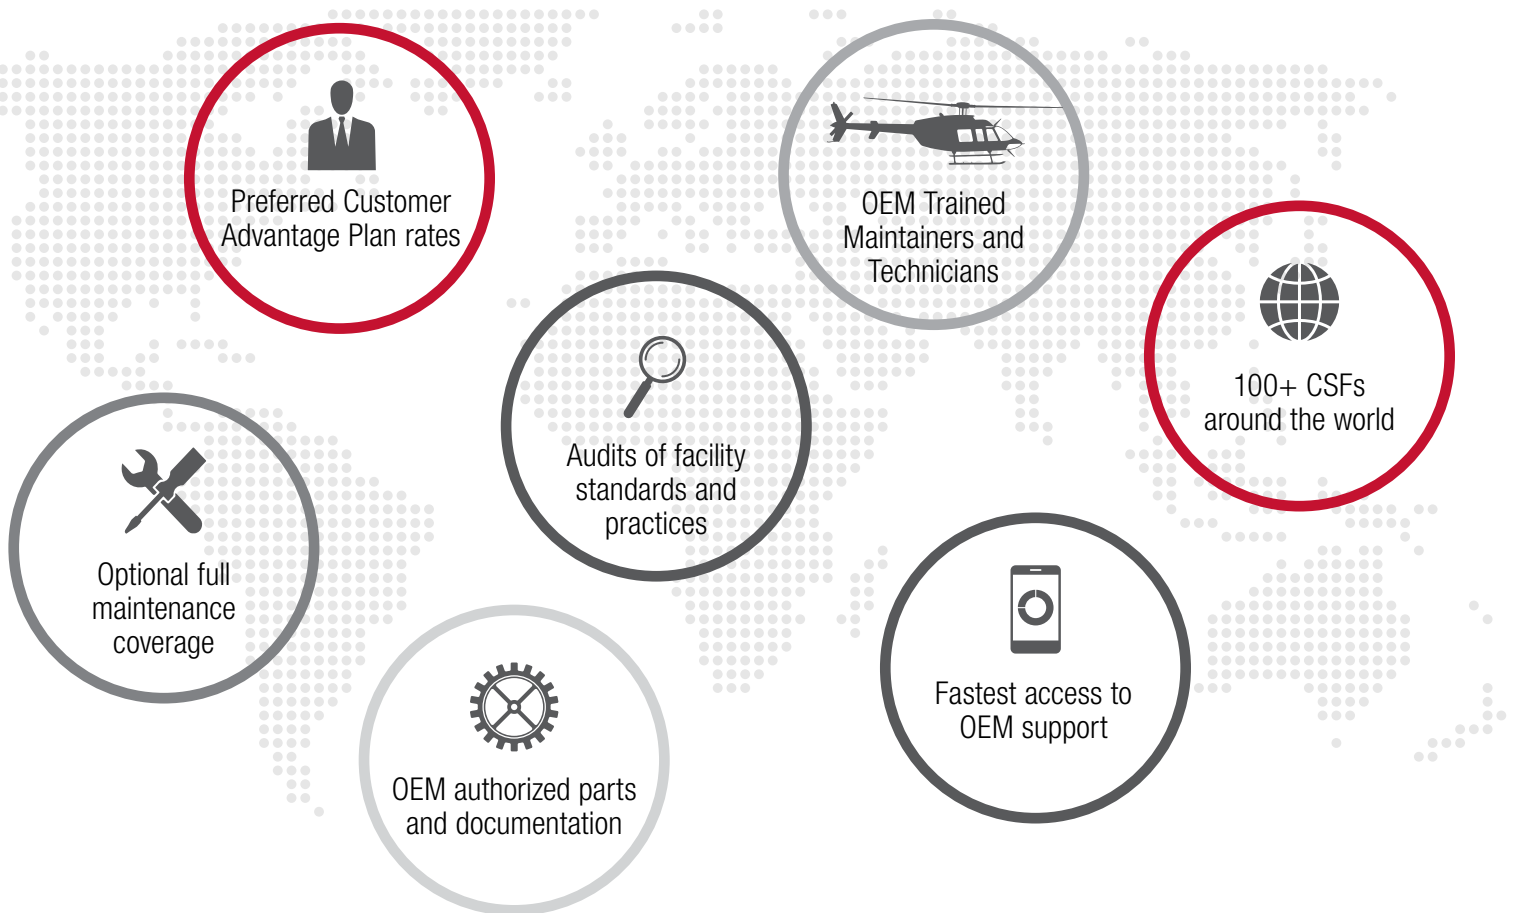 Preferred Customer
Advantage Plan rates
OEM Trained
Maintainers and
Technicians
100+ CSFs
around the world
Audits of facility
standards and
practices
Optional full
maintenance
coverage
Fastest access to
OEM support
OEM authorized parts
and documentation